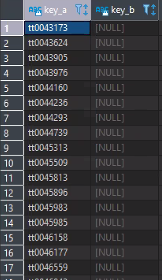 key_a key_b
1 tt0043173 [NULL]
2 tt0043624 [NULL]
3 tt0043905 [NULL]
4 tt0043976 [NULL]
5 tt0044160 [NULL]
6 tt0044236 [NULL]
7 tt0044293 [NULL]
8 tt0044739 [NULL]
9 tt0045313 [NULL]
10 tt0045509 [NULL]
11 tt0045813 [NULL]
12 tt0045896 [NULL]
13 tt0045983 [NULL]
14 tt0045985 [NULL]
15 tt0046158 [NULL]
16 tt0046177 [NULL]
17 tt0046559 [NULL]